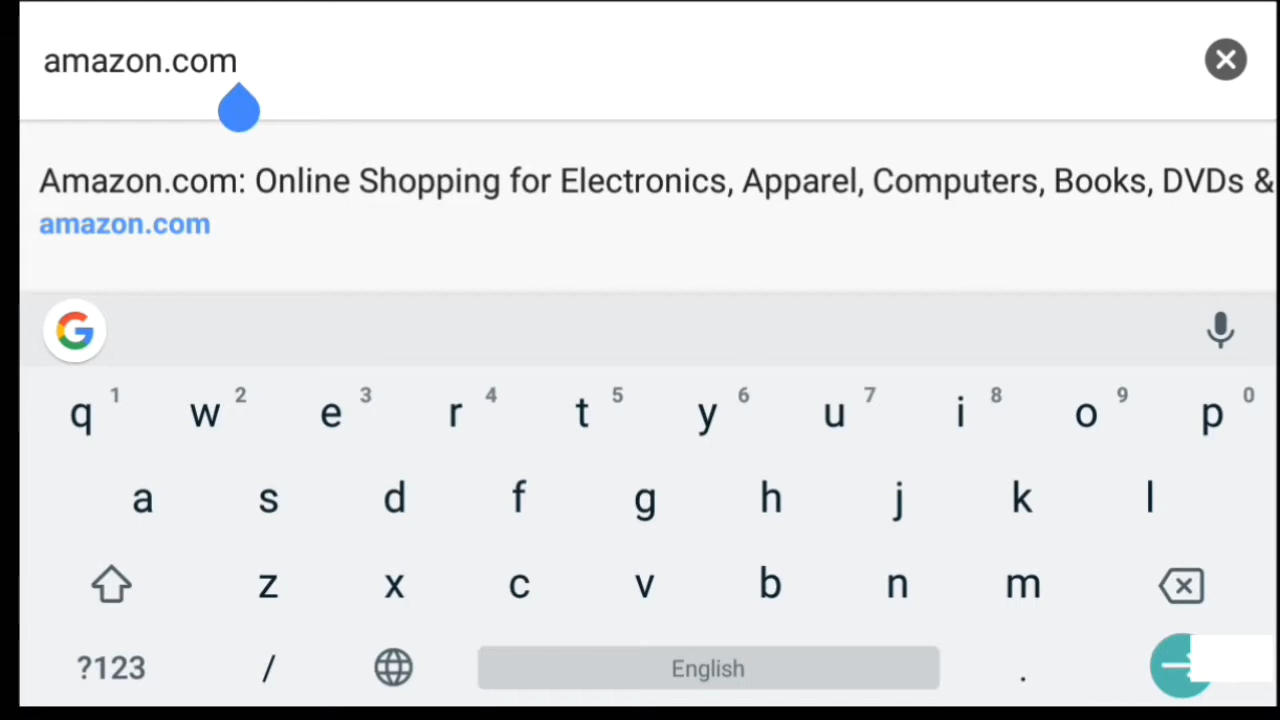 amazon.com
Amazon.com: Online Shopping for Electronics, Apparel, Computers, Books, DVDs &
amazon.com
G
q 1 w 2 e 3 r 4 t 5 y 6 u 7 i 8 o 9 p 0
a s d f g h j k l
z x c v b n m
?123 / English .